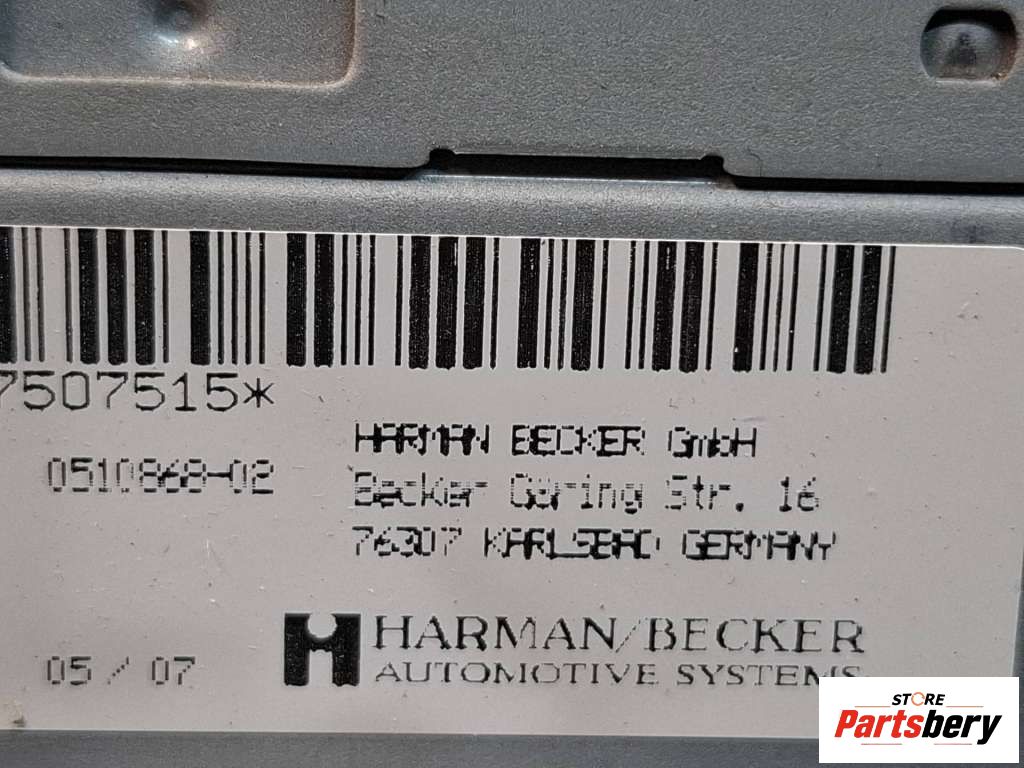 7507515*
HARMAN BECKER GmbH
0510868-02
Becker Göring Str. 16
76307 KARLSBAD GERMANY
HARMAN/BECKER
05/07
AUTOMOTIVE SYSTEMS
STORE
Partsbery